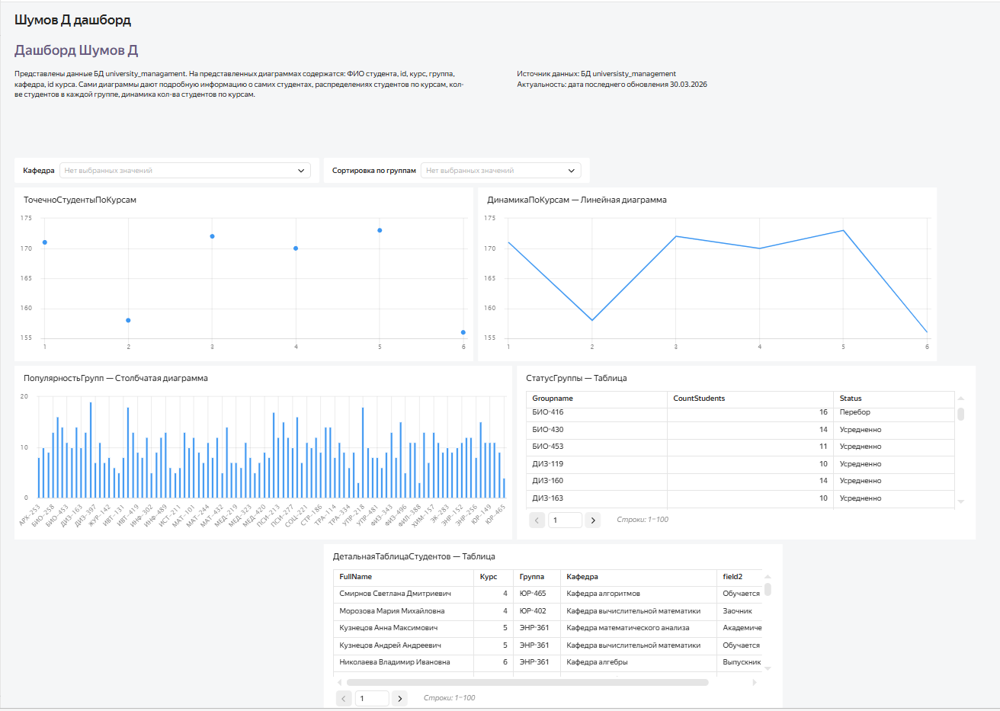 Шумов Д дашборд
Дашборд Шумов Д
Представлены данные БД university_managament. На представленных диаграммах содержатся: ФИО студента, id, курс, группа,
кафедра, id курса. Сами диаграммы дают подробную информацию о самих студентах, распределениях студентов по курсам, кол-
ве студентов в каждой группе, динамика кол-ва студентов по курсам.
Источник данных: БД universisty_management
Актуальность: дата последнего обновления 30.03.2026
Кафедра Нет выбранных значений
Сортировка по группам Нет выбранных значений
ТочечноСтудентыПоКурсам
175
170
165
160
155
1 2 3 4 5 6
ДинамикаПоКурсам — Линейная диаграмма
175
170
165
160
155
1 2 3 4 5 6
ПопулярностьГрупп — Столбчатая диаграмма
20
10
0
АРХ-253 БИО-258 БИО-453 ДИЗ-163 ДИЗ-397 ЖУР-142 ИВТ-131 ИВТ-419 ИНФ-302 ИНФ-489 ИСТ-211 МАТ-101 МАТ-244 МАТ-432 МЕД-219 МЕД-323 МЕД-420 ПСИ-213 ПСИ-277 СОЦ-221 СТР-186 ТРА-114 ТРА-334 УПР-218 УПР-481 ФИЗ-343 ФИЗ-496 ФИЛ-388 ХИМ-157 ЭК-283 ЭНР-152 ЭНР-256 ЮР-149 ЮР-465
СтатусГруппы — Таблица
Groupname CountStudents Status
БИО-416 16 Перебор
БИО-430 14 Усредненно
БИО-453 11 Усредненно
ДИЗ-119 10 Усредненно
ДИЗ-160 14 Усредненно
ДИЗ-163 10 Усредненно
1 Строки: 1–100
ДетальнаяТаблицаСтудентов — Таблица
FullName Курс Группа Кафедра field2
Смирнов Светлана Дмитриевич 4 ЮР-465 Кафедра алгоритмов Обучается
Морозова Мария Михайловна 4 ЮР-402 Кафедра вычислительной математики Заочник
Кузнецов Анна Максимович 5 ЭНР-361 Кафедра математического анализа Академиче
Кузнецов Андрей Андреевич 5 ЭНР-361 Кафедра вычислительной математики Обучается
Николаева Владимир Ивановна 6 ЭНР-361 Кафедра алгебры Выпускник
1 Строки: 1–100